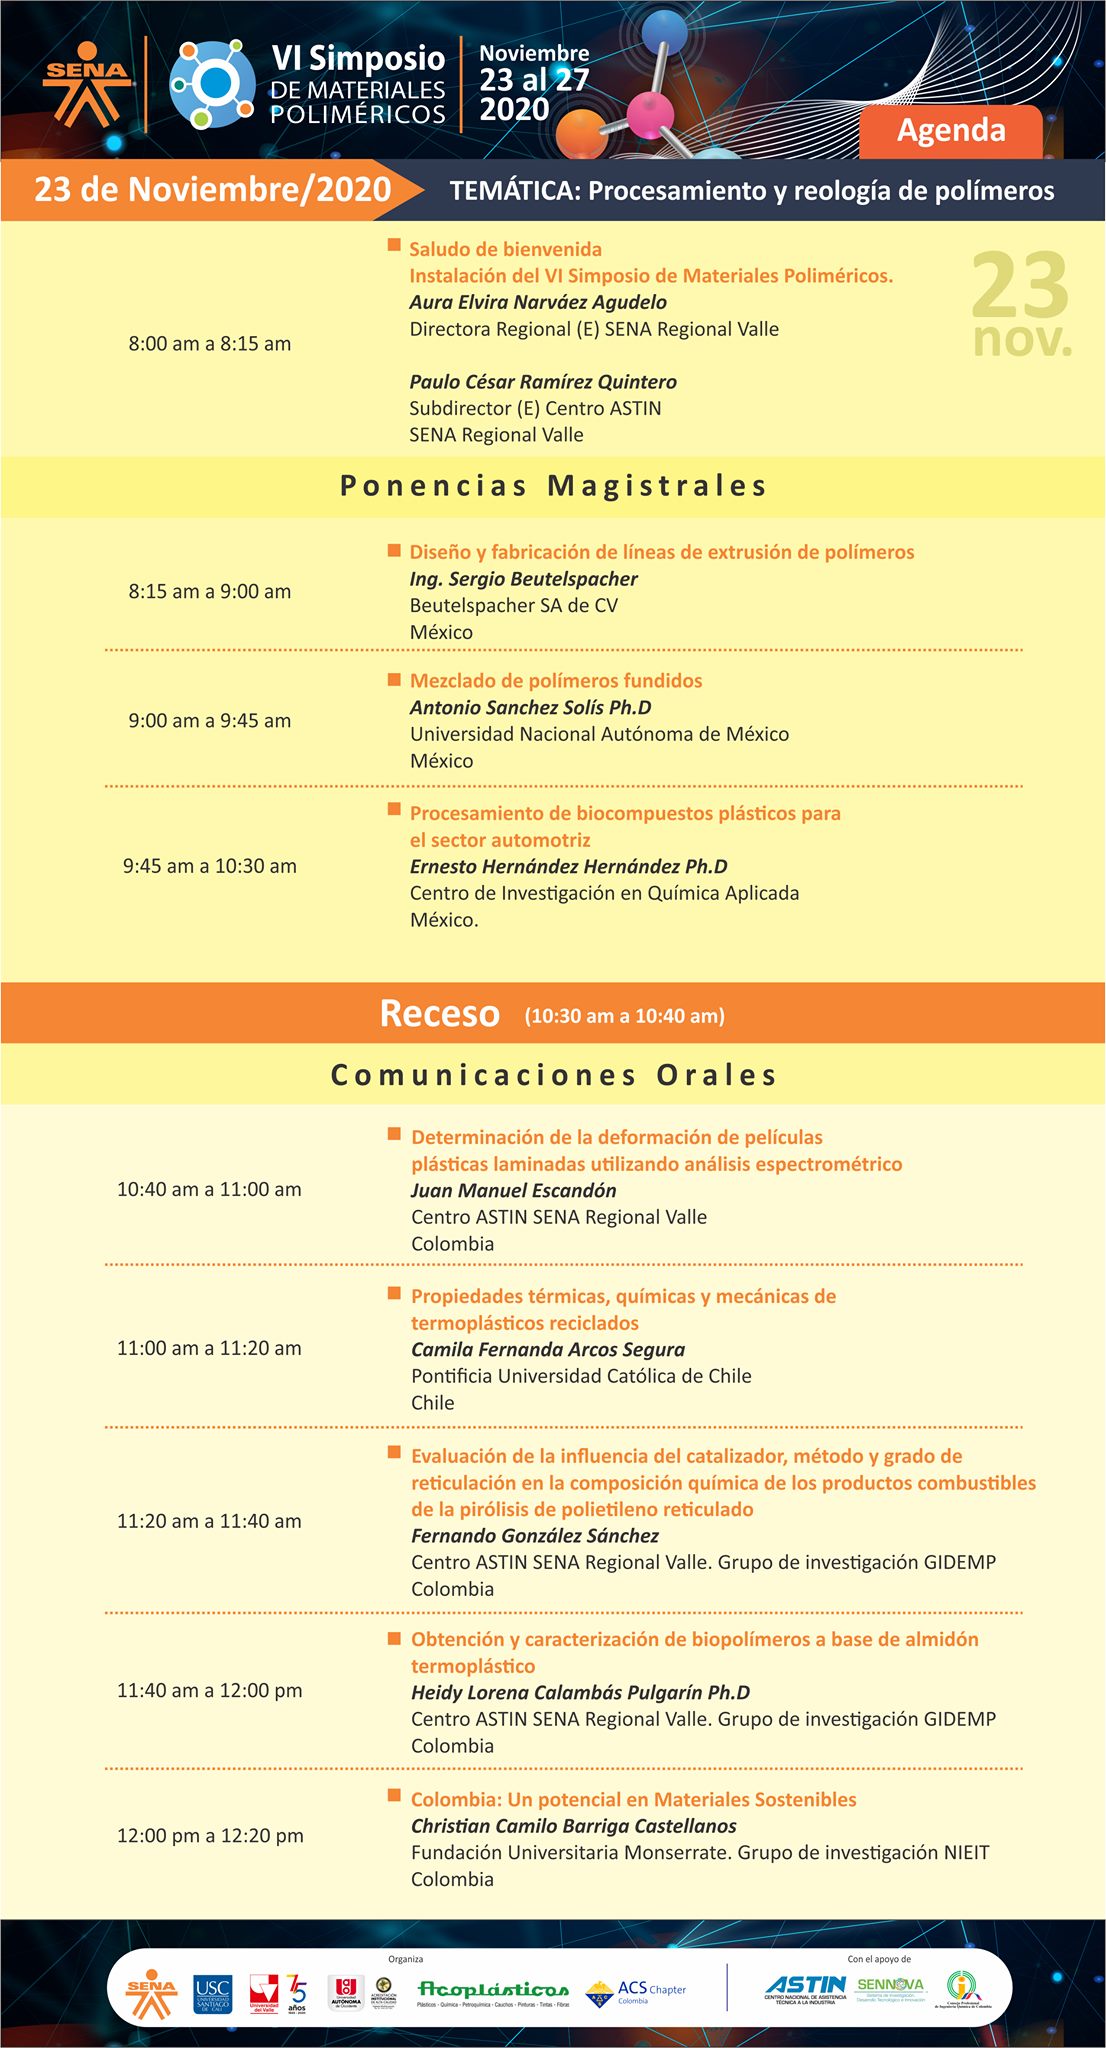 SENA
VI Simposio
DE MATERIALES
POLIMÉRICOS
Noviembre
23 al 27
2020
Agenda
23 de Noviembre/2020
TEMÁTICA: Procesamiento y reología de polímeros
23
nov.
8:00 am a 8:15 am
Saludo de bienvenida
Instalación del VI Simposio de Materiales Poliméricos.
Aura Elvira Narváez Agudelo
Directora Regional (E) SENA Regional Valle
Paulo César Ramírez Quintero
Subdirector (E) Centro ASTIN
SENA Regional Valle
Ponencias Magistrales
8:15 am a 9:00 am
Diseño y fabricación de líneas de extrusión de polímeros
Ing. Sergio Beutelspacher
Beutelspacher SA de CV
México
9:00 am a 9:45 am
Mezclado de polímeros fundidos
Antonio Sanchez Solís Ph.D
Universidad Nacional Autónoma de México
México
9:45 am a 10:30 am
Procesamiento de biocompuestos plásticos para
el sector automotriz
Ernesto Hernández Hernández Ph.D
Centro de Investigación en Química Aplicada
México.
Receso (10:30 am a 10:40 am)
Comunicaciones Orales
10:40 am a 11:00 am
Determinación de la deformación de películas
plásticas laminadas utilizando análisis espectrométrico
Juan Manuel Escandón
Centro ASTIN SENA Regional Valle
Colombia
11:00 am a 11:20 am
Propiedades térmicas, químicas y mecánicas de
termoplásticos reciclados
Camila Fernanda Arcos Segura
Pontificia Universidad Católica de Chile
Chile
11:20 am a 11:40 am
Evaluación de la influencia del catalizador, método y grado de
reticulación en la composición química de los productos combustibles
de la pirólisis de polietileno reticulado
Fernando González Sánchez
Centro ASTIN SENA Regional Valle. Grupo de investigación GIDEMP
Colombia
11:40 am a 12:00 pm
Obtención y caracterización de biopolímeros a base de almidón
termoplástico
Heidy Lorena Calambás Pulgarín Ph.D
Centro ASTIN SENA Regional Valle. Grupo de investigación GIDEMP
Colombia
12:00 pm a 12:20 pm
Colombia: Un potencial en Materiales Sostenibles
Christian Camilo Barriga Castellanos
Fundación Universitaria Monserrate. Grupo de investigación NIEIT
Colombia
Organiza
SENA
USC
UNIVERSIDAD
SANTIAGO
DE CALI
Universidad
del Valle
75
años
Universidad
AUTÓNOMA
de Occidente
Acoplásticos
Plásticos - Química - Petroquímica - Cauchos - Pinturas - Tintas - Fibras
ACS Chapter
Colombia
Con el apoyo de
ASTIN
CENTRO NACIONAL DE ASISTENCIA
TÉCNICA A LA INDUSTRIA
SENNOVA
Sistema de Investigación,
Desarrollo Tecnológico e Innovación
Consejo Profesional
de Ingeniería Química de Colombia